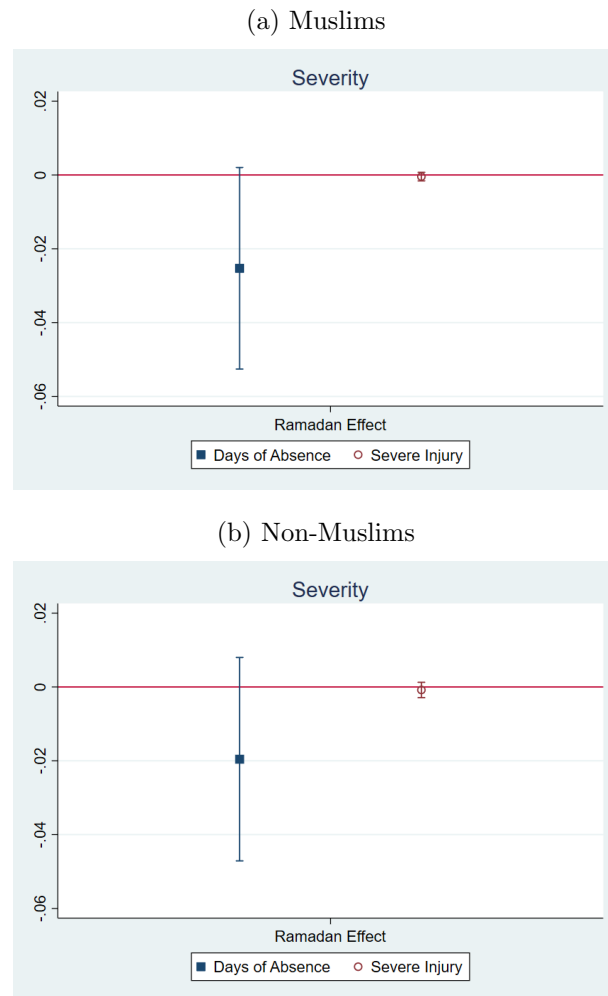 (a) Muslims
Severity
.02
0
-.02
-.04
-.06
Ramadan Effect
Days of Absence Severe Injury
(b) Non-Muslims
Severity
.02
0
-.02
-.04
-.06
Ramadan Effect
Days of Absence Severe Injury